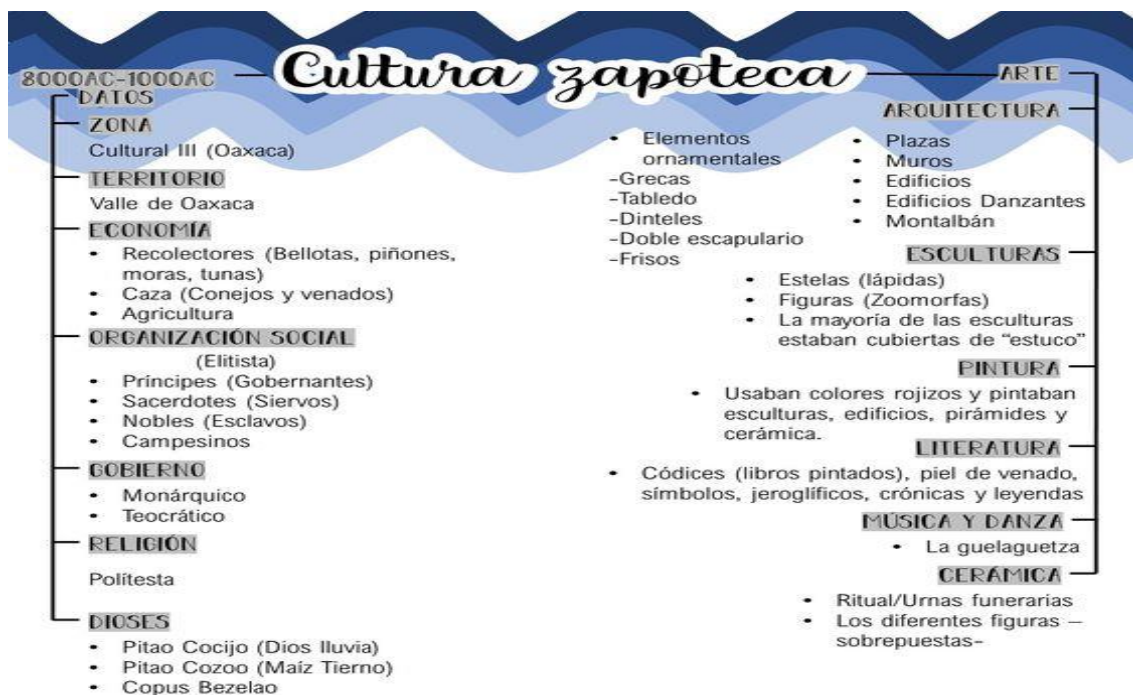 Cultura zapoteca
8000AC-1000AC
DATOS
ZONA
Cultural III (Oaxaca)
TERRITORIO
Valle de Oaxaca
ECONOMÍA
• Recolectores (Bellotas, piñones,
moras, tunas)
• Caza (Conejos y venados)
• Agricultura
ORGANIZACIÓN SOCIAL
(Elitista)
• Príncipes (Gobernantes)
• Sacerdotes (Siervos)
• Nobles (Esclavos)
• Campesinos
GOBIERNO
• Monárquico
• Teocrático
RELIGIÓN
Polítesta
DIOSES
• Pitao Cocijo (Dios lluvia)
• Pitao Cozoo (Maíz Tierno)
• Copus Bezelao
ARTE
ARQUITECTURA
• Elementos
ornamentales
-Grecas
-Tabledo
-Dinteles
-Doble escapulario
-Frisos
• Plazas
• Muros
• Edificios
• Edificios Danzantes
• Montalbán
ESCULTURAS
• Estelas (lápidas)
• Figuras (Zoomorfas)
• La mayoría de las esculturas
estaban cubiertas de “estuco”
PINTURA
• Usaban colores rojizos y pintaban
esculturas, edificios, pirámides y
cerámica.
LITERATURA
• Códices (libros pintados), piel de venado,
símbolos, jeroglíficos, crónicas y leyendas
MÚSICA Y DANZA
• La guelaguetza
CERÁMICA
• Ritual/Urnas funerarias
• Los diferentes figuras –
sobrepuestas-